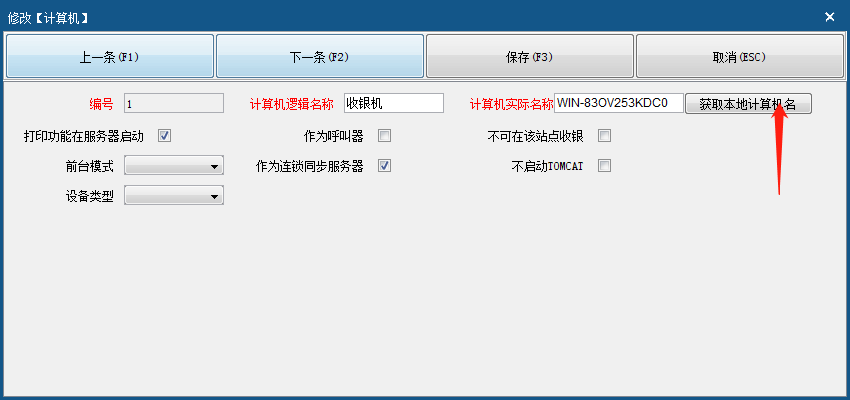 修改【计算机】
上一条(F1) 下一条(F2) 保存(F3) 取消(ESC)
编号 1 计算机逻辑名称 收银机 计算机实际名称 WIN-83OV253KDC0 获取本地计算机名
打印功能在服务器启动 作为呼叫器 不可在该站点收银
前台模式 作为连锁同步服务器 不启动TOMCAT
设备类型